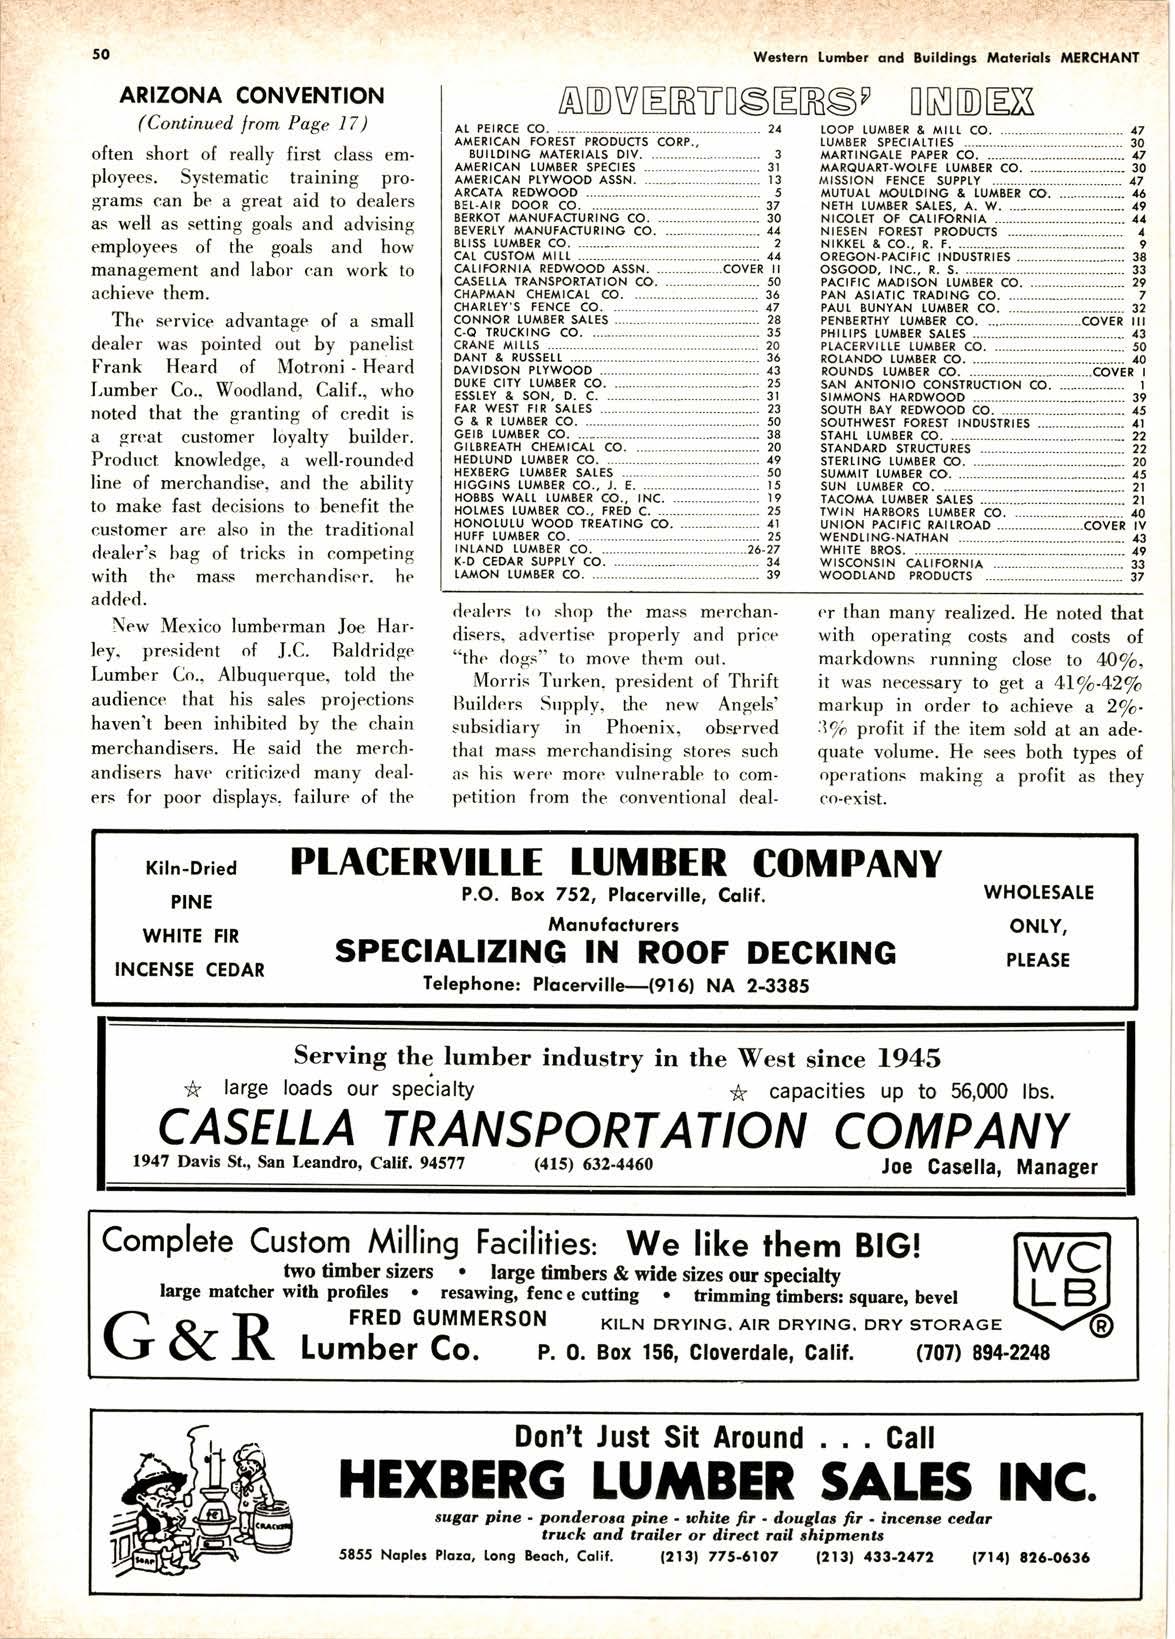 50
Western Lumber and Buildings Materials MERCHANT
ARIZONA CONVENTION
(Continued from Page 17)
often short of really first class em-
ployees. Systematic training pro-
grams can be a great aid to dealers
as well as setting goals and advising
employees of the goals and how
management and labor can work to
achieve them.
The service advantage of a small
dealer was pointed out by panelist
Frank Heard of Motroni - Heard
Lumber Co., Woodland, Calif., who
noted that the granting of credit is
a great customer loyalty builder.
Product knowledge, a well-rounded
line of merchandise, and the ability
to make fast decisions to benefit the
customer are also in the traditional
dealer's bag of tricks in competing
with the mass merchandiser, he
added.
New Mexico lumberman Joe Har-
ley, president of J.C. Baldridge
Lumber Co., Albuquerque, told the
audience that his sales projections
haven't been inhibited by the chain
merchandisers. He said the merch-
andisers have criticized many deal-
ers for poor displays, failure of the
ADVERTISERS' INDEX
AL PEIRCE CO. 24
AMERICAN FOREST PRODUCTS CORP.,
BUILDING MATERIALS DIV. 3
AMERICAN LUMBER SPECIES 31
AMERICAN PLYWOOD ASSN. 13
ARCATA REDWOOD 5
BEL-AIR DOOR CO. 37
BERKOT MANUFACTURING CO. 30
BEVERLY MANUFACTURING CO. 44
BLISS LUMBER CO. 2
CAL CUSTOM MILL 44
CALIFORNIA REDWOOD ASSN. COVER II
CASELLA TRANSPORTATION CO. 50
CHAPMAN CHEMICAL CO. 36
CHARLEY'S FENCE CO. 47
CONNOR LUMBER SALES 28
C-Q TRUCKING CO. 35
CRANE MILLS 20
DANT & RUSSELL 36
DAVIDSON PLYWOOD 43
DUKE CITY LUMBER CO. 25
ESSLEY & SON, D. C. 31
FAR WEST FIR SALES 23
G & R LUMBER CO. 50
GEIB LUMBER CO. 38
GILBREATH CHEMICAL CO. 20
HEDLUND LUMBER CO. 49
HEXBERG LUMBER SALES 50
HIGGINS LUMBER CO., J. E. 15
HOBBS WALL LUMBER CO., INC. 19
HOLMES LUMBER CO., FRED C. 25
HONOLULU WOOD TREATING CO. 41
HUFF LUMBER CO. 25
INLAND LUMBER CO. 26-27
K-D CEDAR SUPPLY CO. 34
LAMON LUMBER CO. 39
LOOP LUMBER & MILL CO. 47
LUMBER SPECIALTIES 30
MARTINGALE PAPER CO. 47
MARQUART-WOLFE LUMBER CO. 30
MISSION FENCE SUPPLY 47
MUTUAL MOULDING & LUMBER CO. 46
NETH LUMBER SALES, A. W. 49
NICOLET OF CALIFORNIA 44
NIESEN FOREST PRODUCTS 4
NIKKEL & CO., R. F. 9
OREGON-PACIFIC INDUSTRIES 38
OSGOOD, INC., R. S. 33
PACIFIC MADISON LUMBER CO. 29
PAN ASIATIC TRADING CO. 7
PAUL BUNYAN LUMBER CO. 32
PENBERTHY LUMBER CO. COVER III
PHILIPS LUMBER SALES 43
PLACERVILLE LUMBER CO. 50
ROLANDO LUMBER CO. 40
ROUNDS LUMBER CO. COVER I
SAN ANTONIO CONSTRUCTION CO. 1
SIMMONS HARDWOOD 39
SOUTH BAY REDWOOD CO. 45
SOUTHWEST FOREST INDUSTRIES 41
STAHL LUMBER CO. 22
STANDARD STRUCTURES 22
STERLING LUMBER CO. 20
SUMMIT LUMBER CO. 45
SUN LUMBER CO. 21
TACOMA LUMBER SALES 21
TWIN HARBORS LUMBER CO. 40
UNION PACIFIC RAILROAD COVER IV
WENDLING-NATHAN 43
WHITE BROS. 49
WISCONSIN CALIFORNIA 33
WOODLAND PRODUCTS 37
dealers to shop the mass merchan-
disers, advertise properly and price
"the dogs" to move them out.
Morris Turken, president of Thrift
Builders Supply, the new Angels'
subsidiary in Phoenix, observed
that mass merchandising stores such
as his were more vulnerable to com-
petition from the conventional deal-
er than many realized. He noted that
with operating costs and costs of
markdowns running close to 40%,
it was necessary to get a 41%-42%
markup in order to achieve a 2%-
3% profit if the item sold at an ade-
quate volume. He sees both types of
operations making a profit as they
co-exist.
Kiln-Dried
PINE
WHITE FIR
INCENSE CEDAR
PLACERVILLE LUMBER COMPANY
P.O. Box 752, Placerville, Calif.
Manufacturers
SPECIALIZING IN ROOF DECKING
Telephone: Placerville—(916) NA 2-3385
WHOLESALE
ONLY,
PLEASE
Serving the lumber industry in the West since 1945
☆ large loads our specialty ☆ capacities up to 56,000 lbs.
CASELLA TRANSPORTATION COMPANY
1947 Davis St., San Leandro, Calif. 94577 (415) 632-4460 Joe Casella, Manager
Complete Custom Milling Facilities: We like them BIG!
two timber sizers • large timbers & wide sizes our specialty
large matcher with profiles • resawing, fenc e cutting • trimming timbers: square, bevel
WC
LB
®
G & R
FRED GUMMERSON
Lumber Co.
KILN DRYING, AIR DRYING, DRY STORAGE
P. O. Box 156, Cloverdale, Calif. (707) 894-2248
Don't Just Sit Around . . . Call
HEXBERG LUMBER SALES INC.
sugar pine - ponderosa pine - white fir - douglas fir - incense cedar
truck and trailer or direct rail shipments
5855 Naples Plaza, Long Beach, Calif. (213) 775-6107 (213) 433-2472 (714) 826-0636
CRACKERS
SOAP